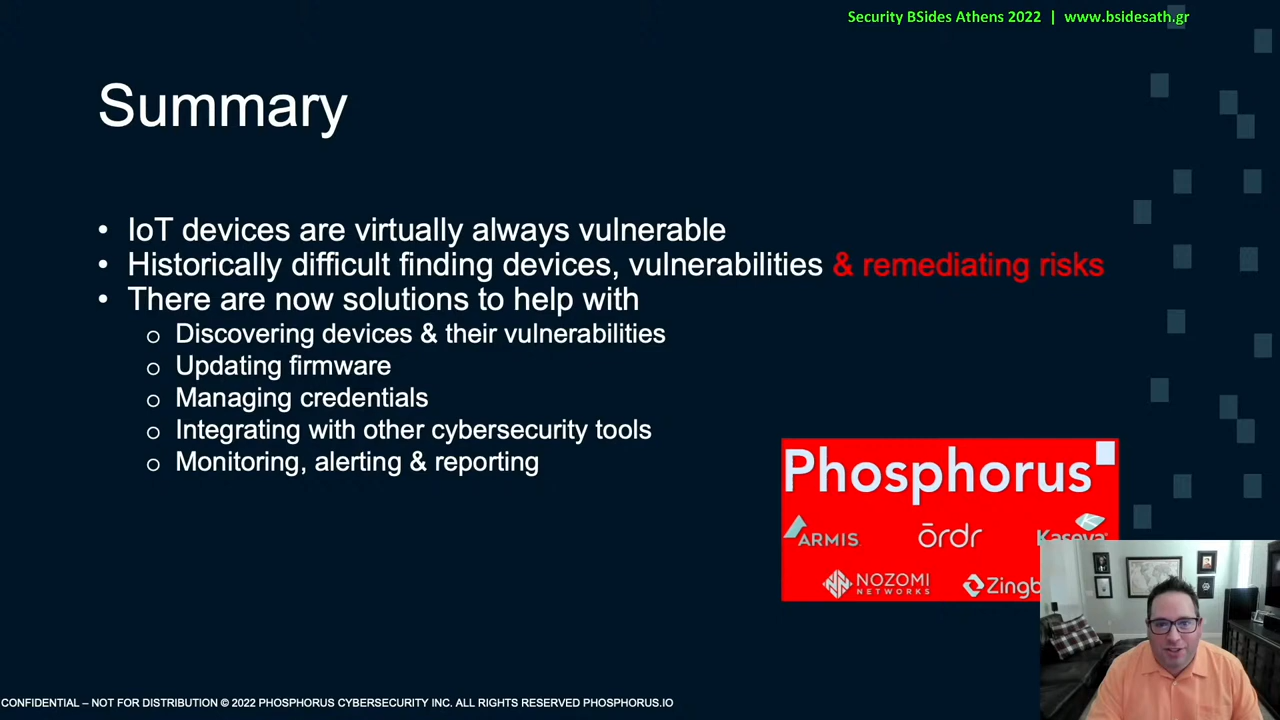 Security BSides Athens 2022 | www.bsidesath.gr
Summary
• IoT devices are virtually always vulnerable
• Historically difficult finding devices, vulnerabilities & remediating risks
• There are now solutions to help with
o Discovering devices & their vulnerabilities
o Updating firmware
o Managing credentials
o Integrating with other cybersecurity tools
o Monitoring, alerting & reporting
Phosphorus
ARMIS ōrdr Kaseya
NOZOMI NETWORKS Zingb
CONFIDENTIAL – NOT FOR DISTRIBUTION © 2022 PHOSPHORUS CYBERSECURITY INC. ALL RIGHTS RESERVED PHOSPHORUS.IO